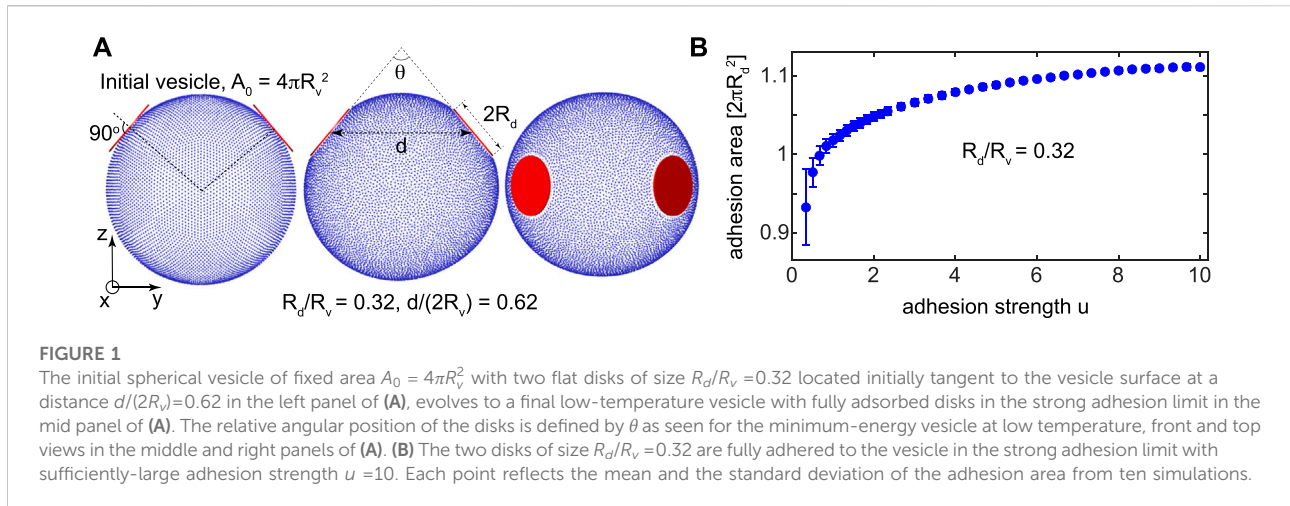 A
B
Initial vesicle, A₀ = 4πRᵥ²
90°
θ
2R_d
d
z
x
y
R_d/Rᵥ = 0.32, d/(2Rᵥ) = 0.62
adhesion area [2πR_d²]
1.1
1
0.9
R_d/Rᵥ = 0.32
0 2 4 6 8 10
adhesion strength u
FIGURE 1
The initial spherical vesicle of fixed area A₀ = 4πRᵥ² with two flat disks of size R_d/Rᵥ =0.32 located initially tangent to the vesicle surface at a
distance d/(2Rᵥ)=0.62 in the left panel of (A), evolves to a final low-temperature vesicle with fully adsorbed disks in the strong adhesion limit in the
mid panel of (A). The relative angular position of the disks is defined by θ as seen for the minimum-energy vesicle at low temperature, front and top
views in the middle and right panels of (A). (B) The two disks of size R_d/Rᵥ =0.32 are fully adhered to the vesicle in the strong adhesion limit with
sufficiently-large adhesion strength u =10. Each point reflects the mean and the standard deviation of the adhesion area from ten simulations.